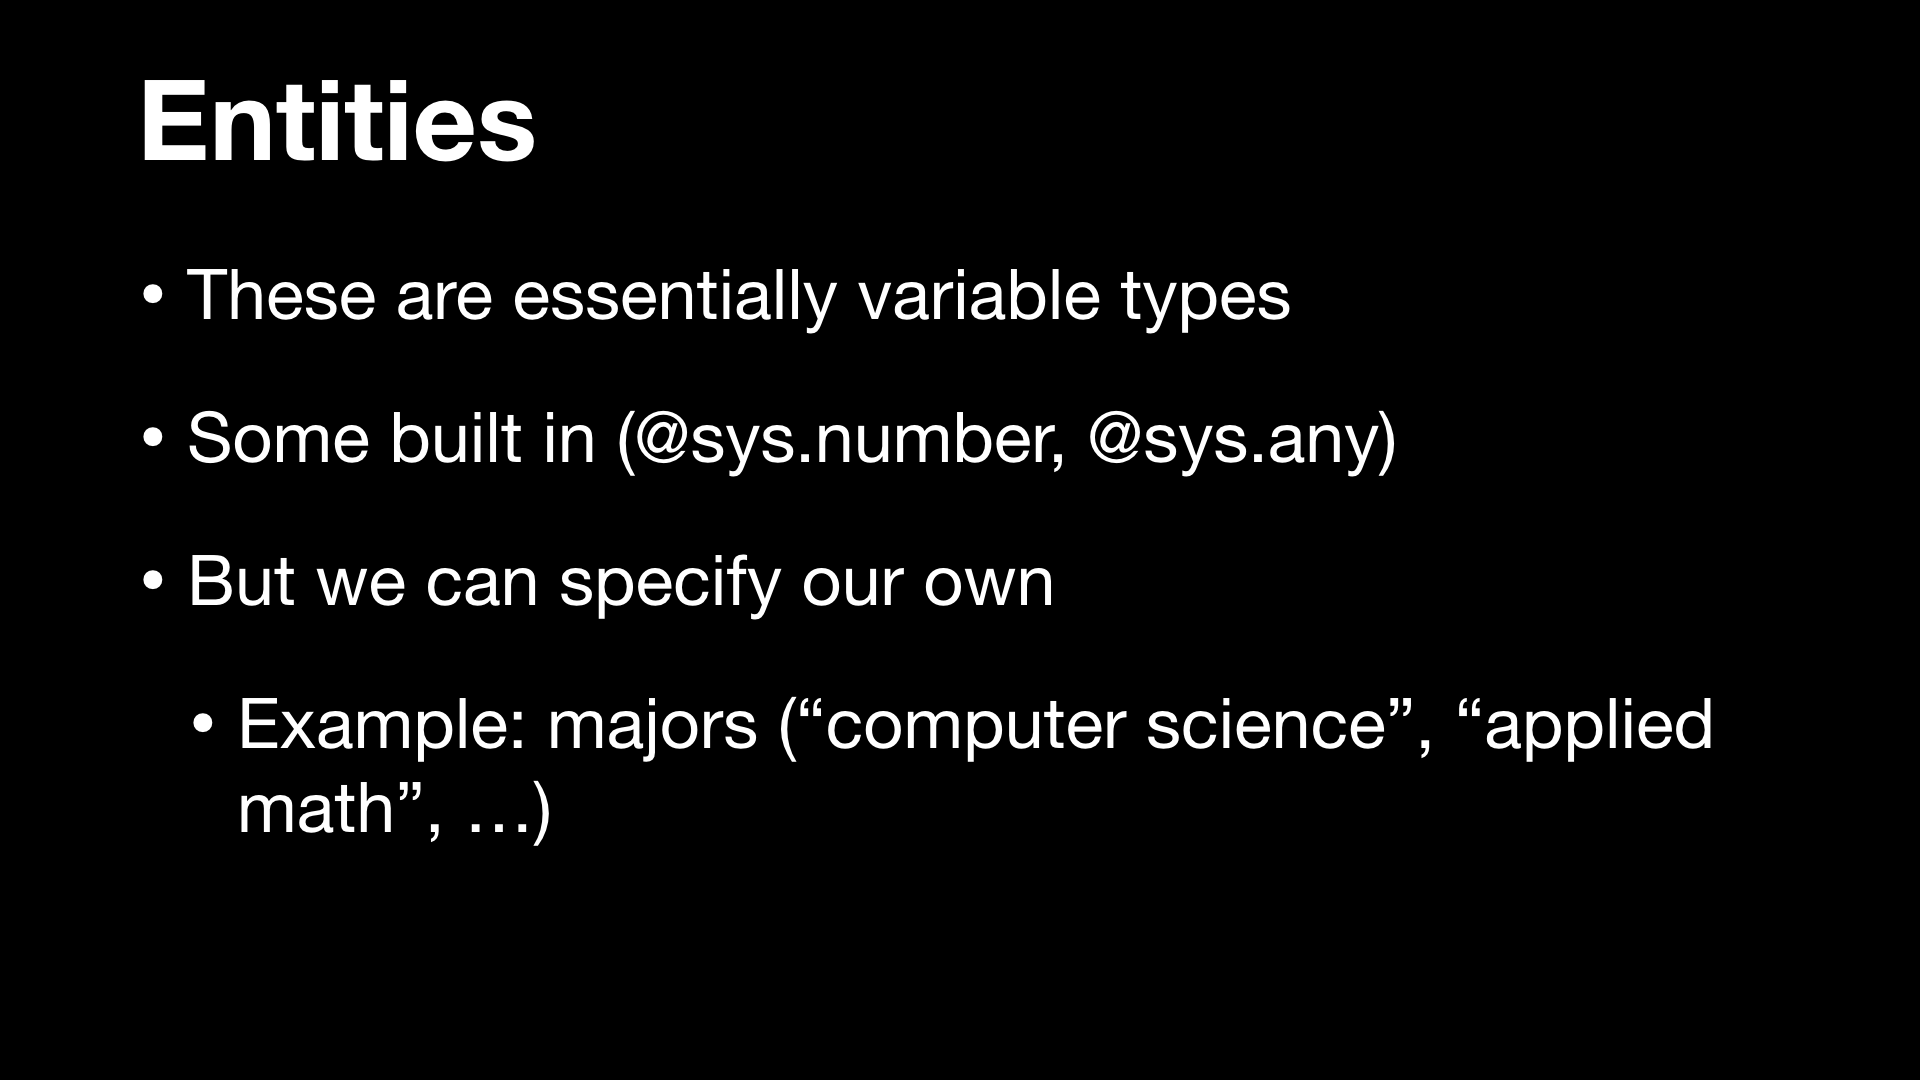 Entities
• These are essentially variable types
• Some built in (@sys.number, @sys.any)
• But we can specify our own
• Example: majors (“computer science”, “applied
math”, …)